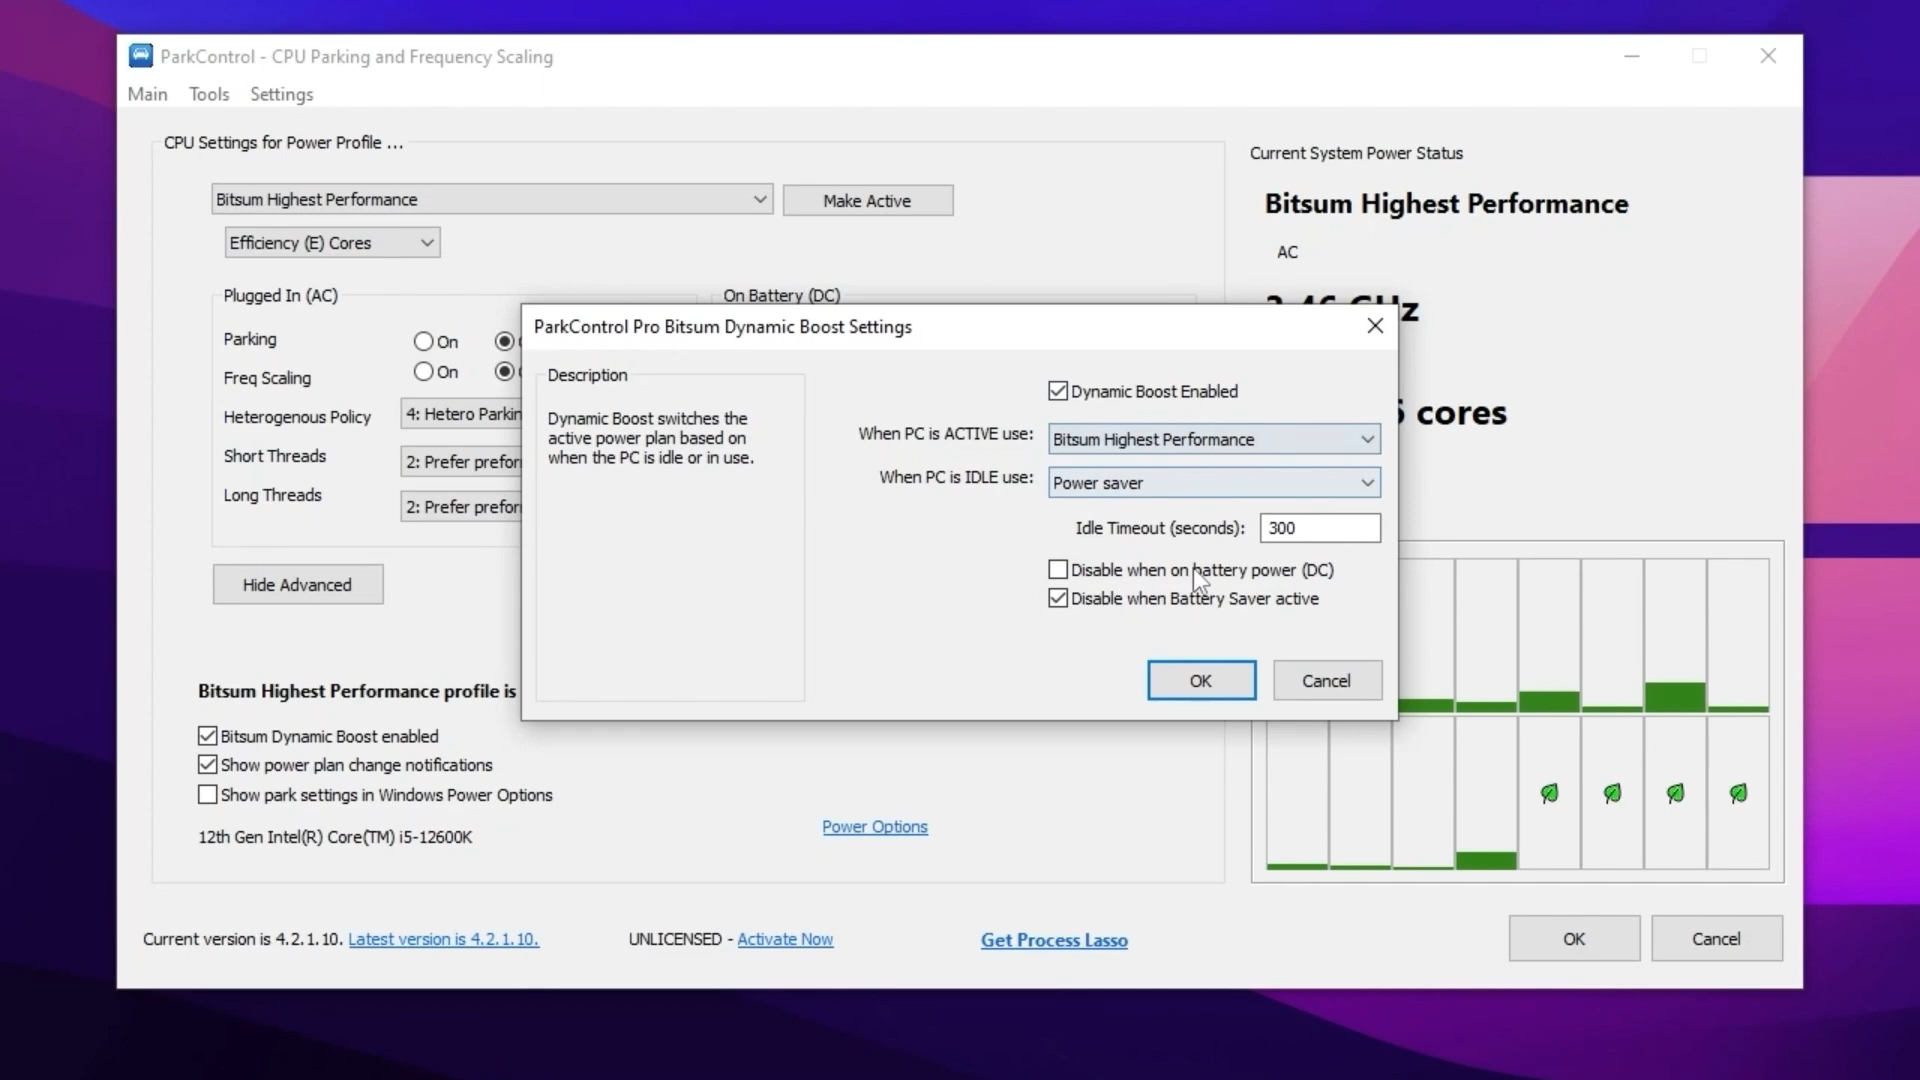 ParkControl - CPU Parking and Frequency Scaling
Main Tools Settings
CPU Settings for Power Profile ...
Bitsum Highest Performance
Make Active
Efficiency (E) Cores
Plugged In (AC)
On Battery (DC)
Parking
On
Freq Scaling
On
Heterogenous Policy
4: Hetero Parkin
Short Threads
2: Prefer prefor
Long Threads
2: Prefer prefor
Hide Advanced
Bitsum Highest Performance profile is
Bitsum Dynamic Boost enabled
Show power plan change notifications
Show park settings in Windows Power Options
12th Gen Intel(R) Core(TM) i5-12600K
Power Options
Current System Power Status
Bitsum Highest Performance
AC
cores
ParkControl Pro Bitsum Dynamic Boost Settings
Description
Dynamic Boost switches the
active power plan based on
when the PC is idle or in use.
Dynamic Boost Enabled
When PC is ACTIVE use:
Bitsum Highest Performance
When PC is IDLE use:
Power saver
Idle Timeout (seconds):
300
Disable when on battery power (DC)
Disable when Battery Saver active
OK
Cancel
Current version is 4.2.1.10. Latest version is 4.2.1.10.
UNLICENSED - Activate Now
Get Process Lasso
OK
Cancel